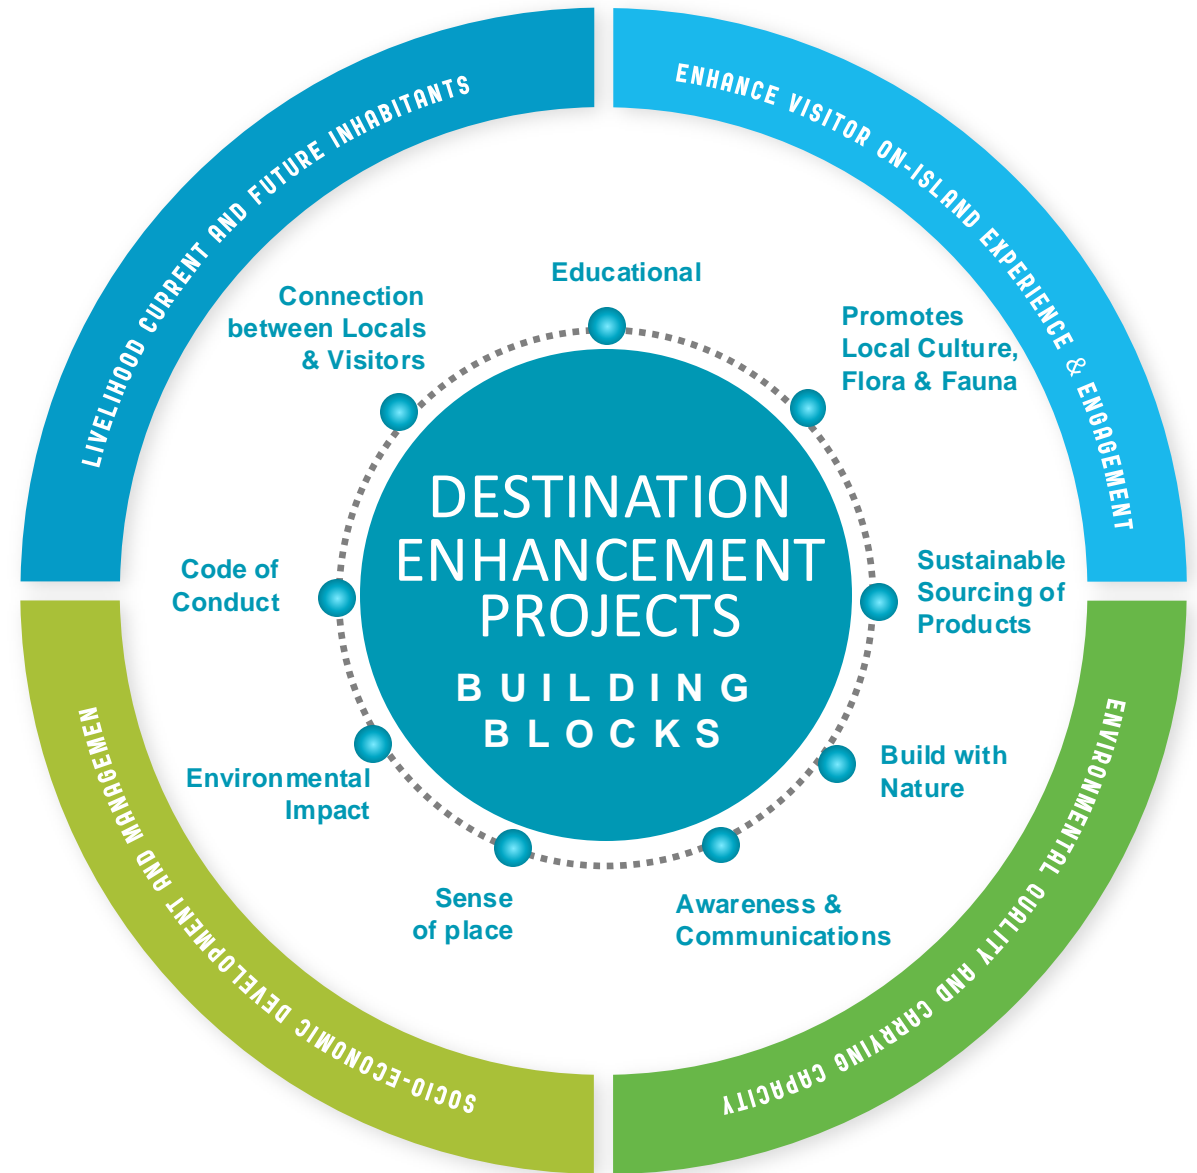 LIVELIHOOD CURRENT AND FUTURE INHABITANTS
ENHANCE VISITOR ON-ISLAND EXPERIENCE & ENGAGEMENT
Educational
Connection
between Locals
& Visitors
Promotes
Local Culture,
Flora & Fauna
DESTINATION
ENHANCEMENT
PROJECTS
BUILDING
BLOCKS
Code of
Conduct
Sustainable
Sourcing of
Products
Environmental
Impact
Build with
Nature
Sense
of place
Awareness &
Communications
SOCIO-ECONOMIC DEVELOPMENT AND MANAGEMEN
ENVIRONMENTAL QUALITY AND CARRYING CAPACITY